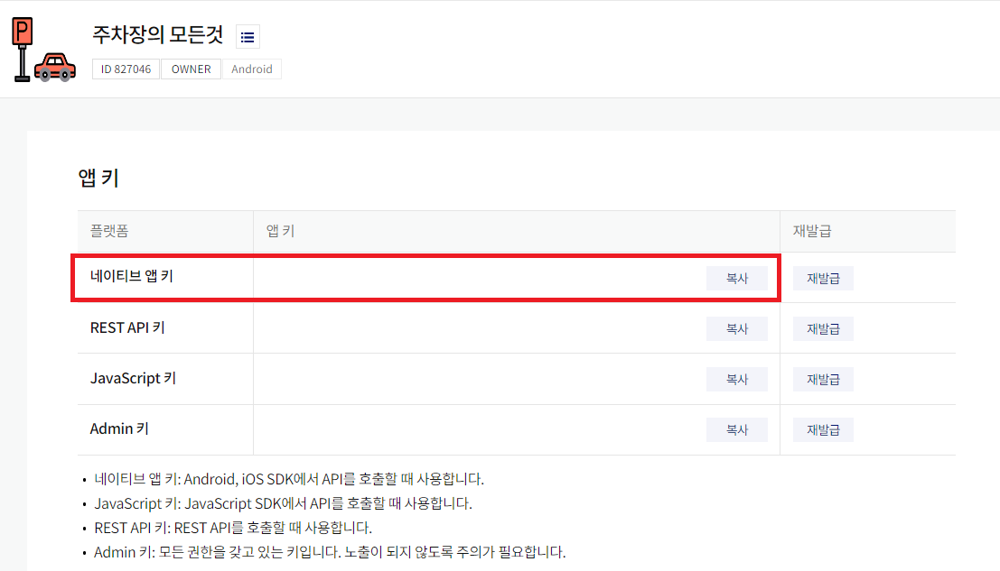 P
주차장의 모든것
ID 827046 OWNER Android
앱 키
플랫폼 앱 키 재발급
네이티브 앱 키 복사 재발급
REST API 키 복사 재발급
JavaScript 키 복사 재발급
Admin 키 복사 재발급
• 네이티브 앱 키: Android, iOS SDK에서 API를 호출할 때 사용합니다.
• JavaScript 키: JavaScript SDK에서 API를 호출할 때 사용합니다.
• REST API 키: REST API를 호출할 때 사용합니다.
• Admin 키: 모든 권한을 갖고 있는 키입니다. 노출이 되지 않도록 주의가 필요합니다.